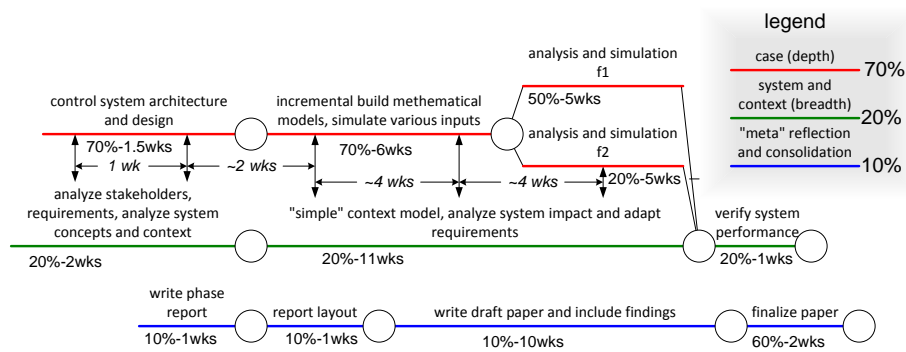 legend
case (depth)
70%
system and
context (breadth)
20%
"meta" reflection
and consolidation
10%
analysis and simulation
f1
50%-5wks
control system architecture
and design
70%-1.5wks
incremental build methematical
models, simulate various inputs
70%-6wks
analysis and simulation
f2
20%-5wks
1 wk
~2 wks
~4 wks
~4 wks
analyze stakeholders,
requirements, analyze system
concepts and context
20%-2wks
"simple" context model, analyze system impact and adapt
requirements
20%-11wks
verify system
performance
20%-1wks
write phase
report
10%-1wks
report layout
10%-1wks
write draft paper and include findings
10%-10wks
finalize paper
60%-2wks